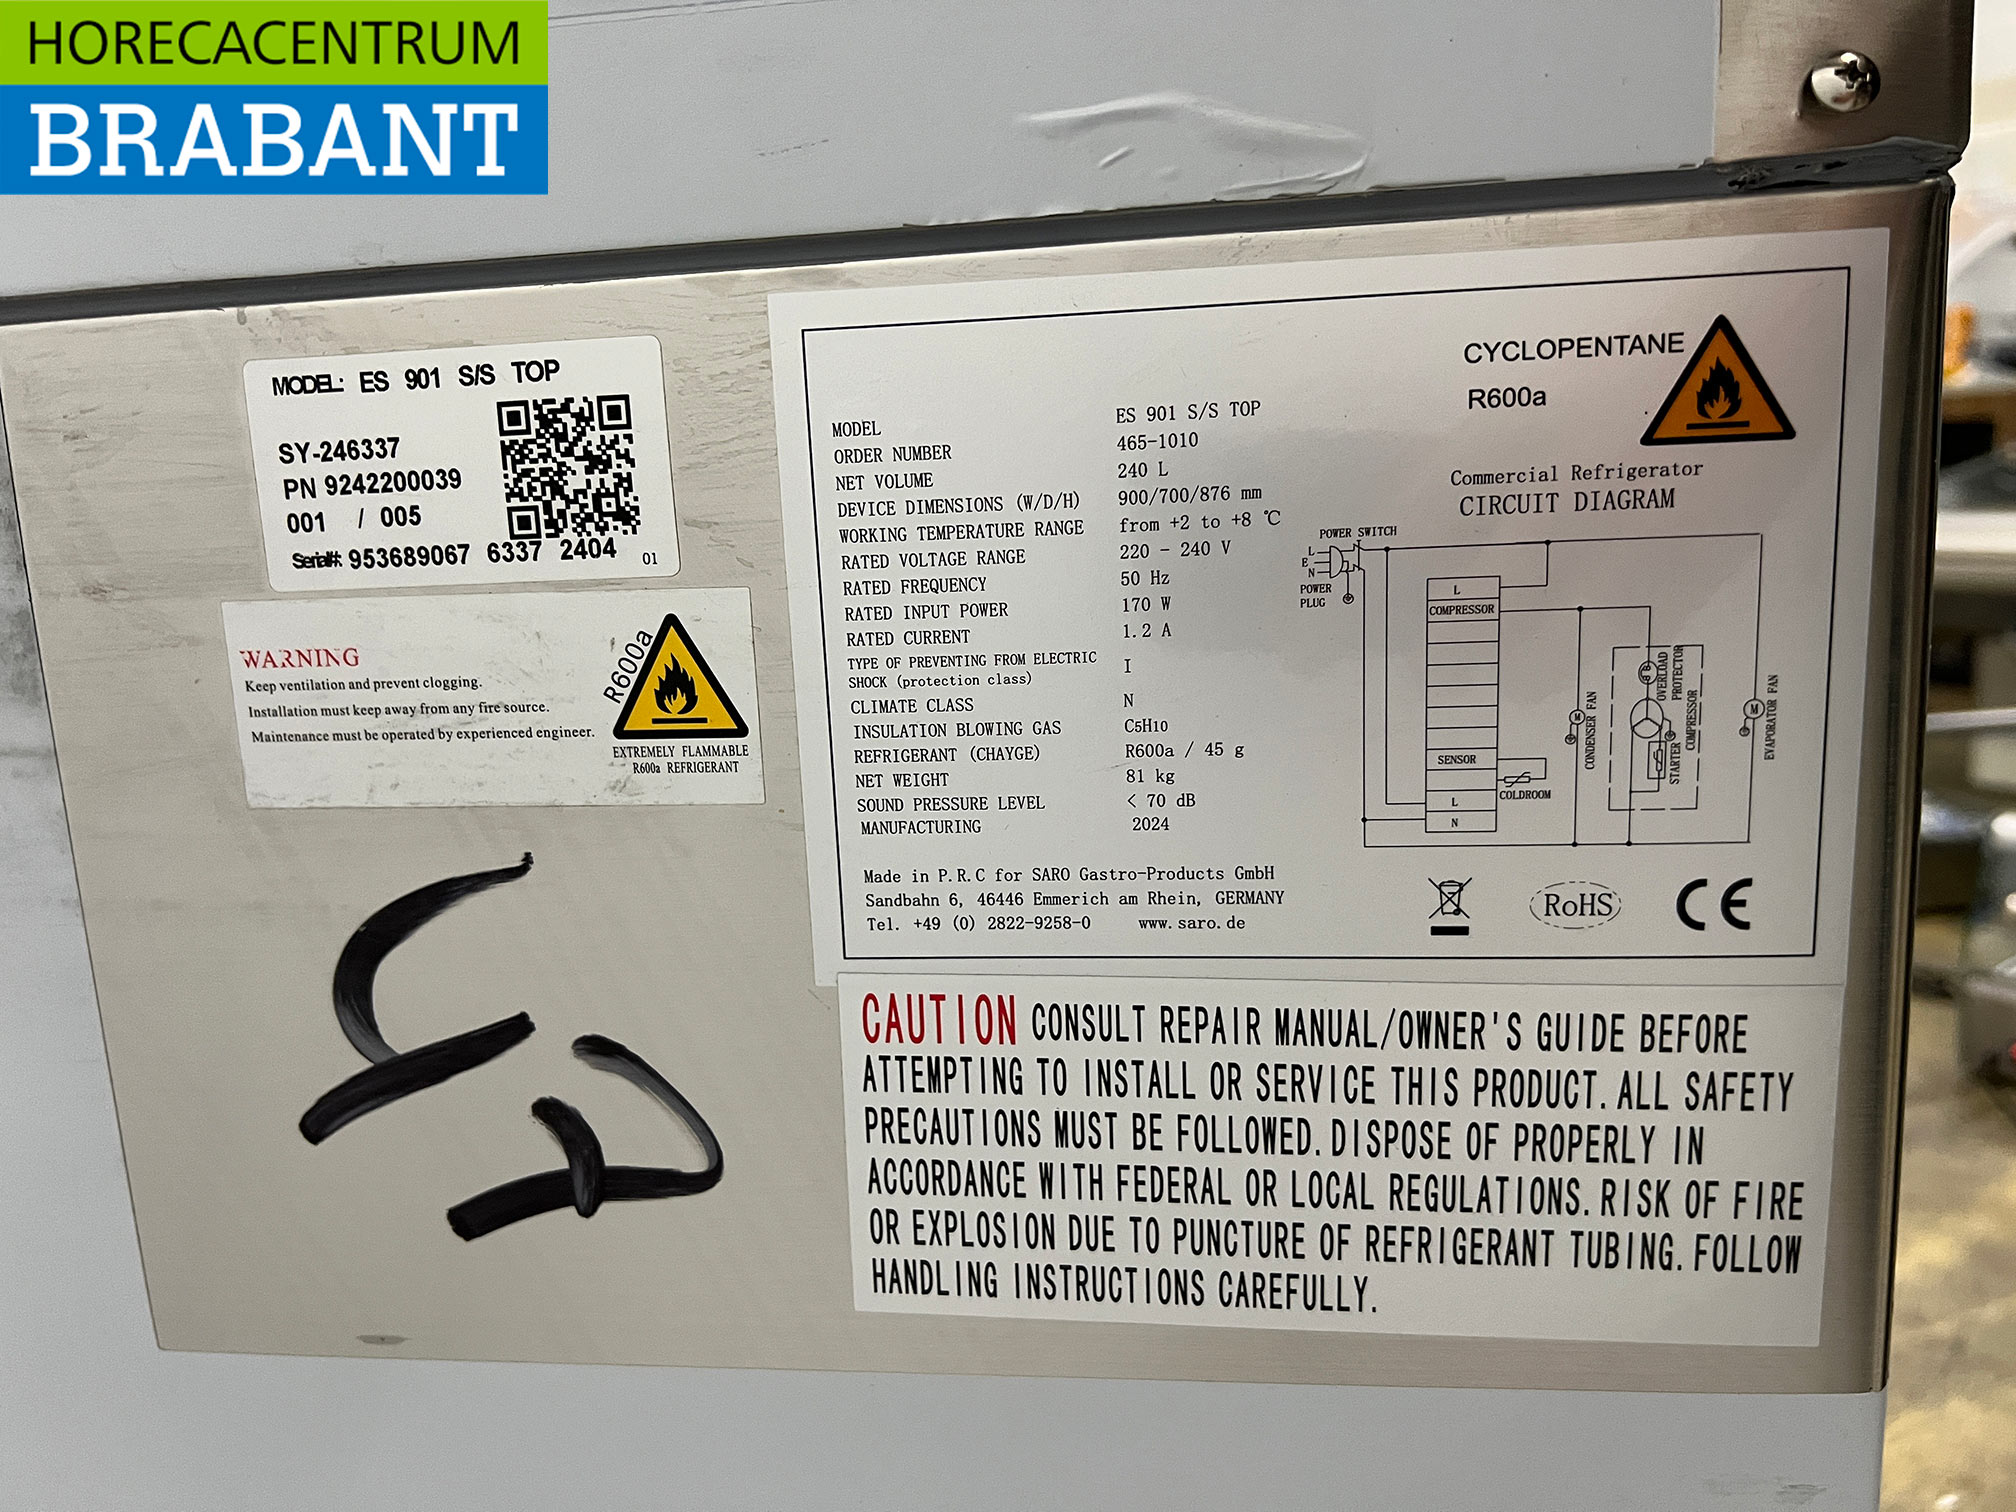 HORECACENTRUM
BRABANT
MODEL: ES 901 S/S TOP
SY-246337
PN 9242200039
001 / 005
Serial#: 953689067 6337 2404
01
WARNING
Keep ventilation and prevent clogging.
Installation must keep away from any fire source.
Maintenance must be operated by experienced engineer.
R600a
EXTREMELY FLAMMABLE
R600a REFRIGERANT
CYCLOPENTANE
R600a
MODEL ES 901 S/S TOP
ORDER NUMBER 465-1010
NET VOLUME 240 L
DEVICE DIMENSIONS (W/D/H) 900/700/876 mm
WORKING TEMPERATURE RANGE from +2 to +8 ℃
RATED VOLTAGE RANGE 220 - 240 V
RATED FREQUENCY 50 Hz
RATED INPUT POWER 170 W
RATED CURRENT 1.2 A
TYPE OF PREVENTING FROM ELECTRIC
SHOCK (protection class) I
CLIMATE CLASS N
INSULATION BLOWING GAS C5H10
REFRIGERANT (CHAYGE) R600a / 45 g
NET WEIGHT 81 kg
SOUND PRESSURE LEVEL < 70 dB
MANUFACTURING 2024
Made in P.R.C for SARO Gastro-Products GmbH
Sandbahn 6, 46446 Emmerich am Rhein, GERMANY
Tel. +49 (0) 2822-9258-0 www.saro.de
Commercial Refrigerator
CIRCUIT DIAGRAM
POWER SWITCH
L
E
N
POWER
PLUG
L
COMPRESSOR
SENSOR
L
N
COLDROOM
M
CONDENSER FAN
OVERLOAD
PROTECTOR
STARTER
COMPRESSOR
M
EVAPORATOR FAN
RoHS
CE
CAUTION CONSULT REPAIR MANUAL/OWNER'S GUIDE BEFORE
ATTEMPTING TO INSTALL OR SERVICE THIS PRODUCT. ALL SAFETY
PRECAUTIONS MUST BE FOLLOWED. DISPOSE OF PROPERLY IN
ACCORDANCE WITH FEDERAL OR LOCAL REGULATIONS. RISK OF FIRE
OR EXPLOSION DUE TO PUNCTURE OF REFRIGERANT TUBING. FOLLOW
HANDLING INSTRUCTIONS CAREFULLY.